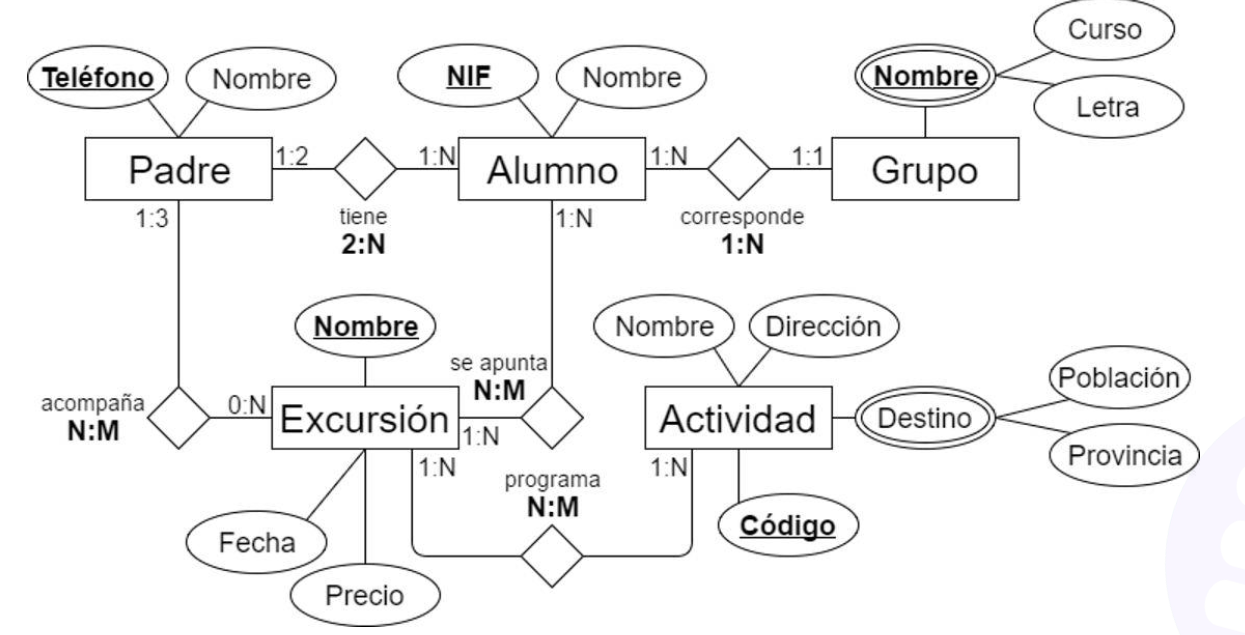 Curso
Teléfono
Nombre
NIF
Nombre
Nombre
Letra
Padre
1:2
1:N
Alumno
1:N
1:1
Grupo
1:3
tiene
2:N
1:N
corresponde
1:N
Nombre
Nombre
Dirección
se apunta
N:M
Población
acompaña
N:M
0:N
Excursión
1:N
Actividad
Destino
1:N
programa
N:M
1:N
Provincia
Código
Fecha
Precio